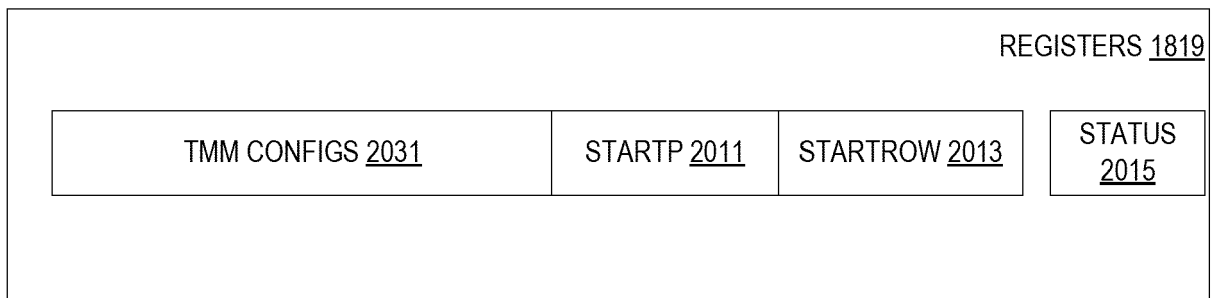 REGISTERS 1819
TMM CONFIGS 2031
STARTP 2011
STARTROW 2013
STATUS
2015